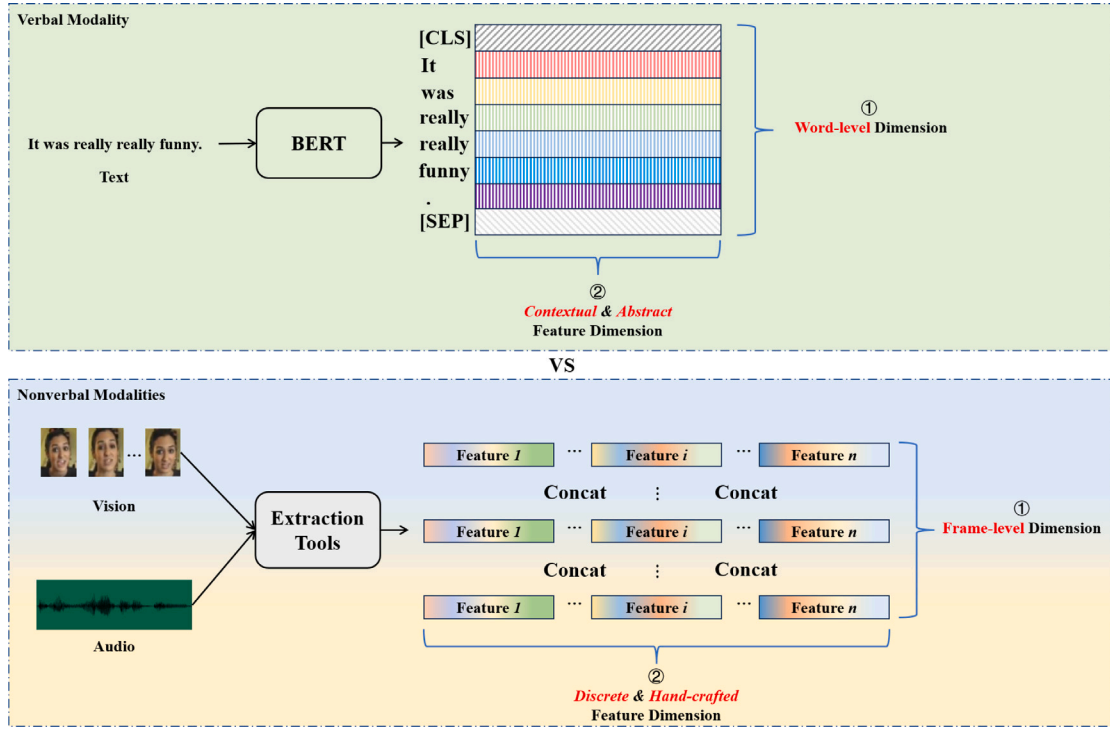 Verbal Modality
It was really really funny.
Text
BERT
[CLS]
It
was
really
really
funny
.
[SEP]
①
Word-level Dimension
②
Contextual & Abstract
Feature Dimension
VS
Nonverbal Modalities
...
Vision
Audio
Extraction
Tools
Feature 1 ... Feature i ... Feature n
Concat ⋮ Concat
Feature 1 ... Feature i ... Feature n
Concat ⋮ Concat
Feature 1 ... Feature i ... Feature n
①
Frame-level Dimension
②
Discrete & Hand-crafted
Feature Dimension